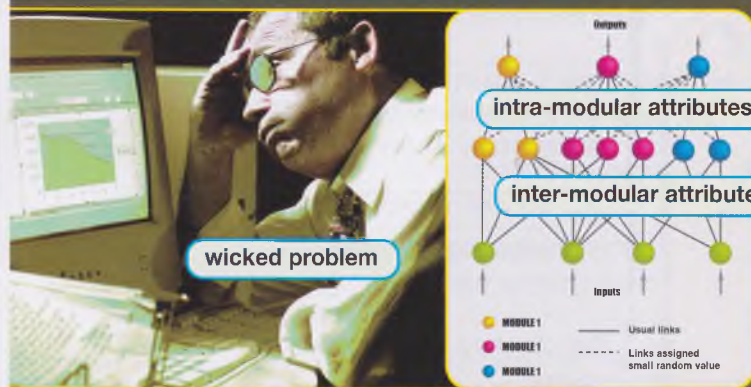 Outputs
intra-modular attributes
inter-modular attribute
wicked problem
Inputs
MODULE 1
MODULE 1
MODULE 1
Usual links
Links assigned
small random value